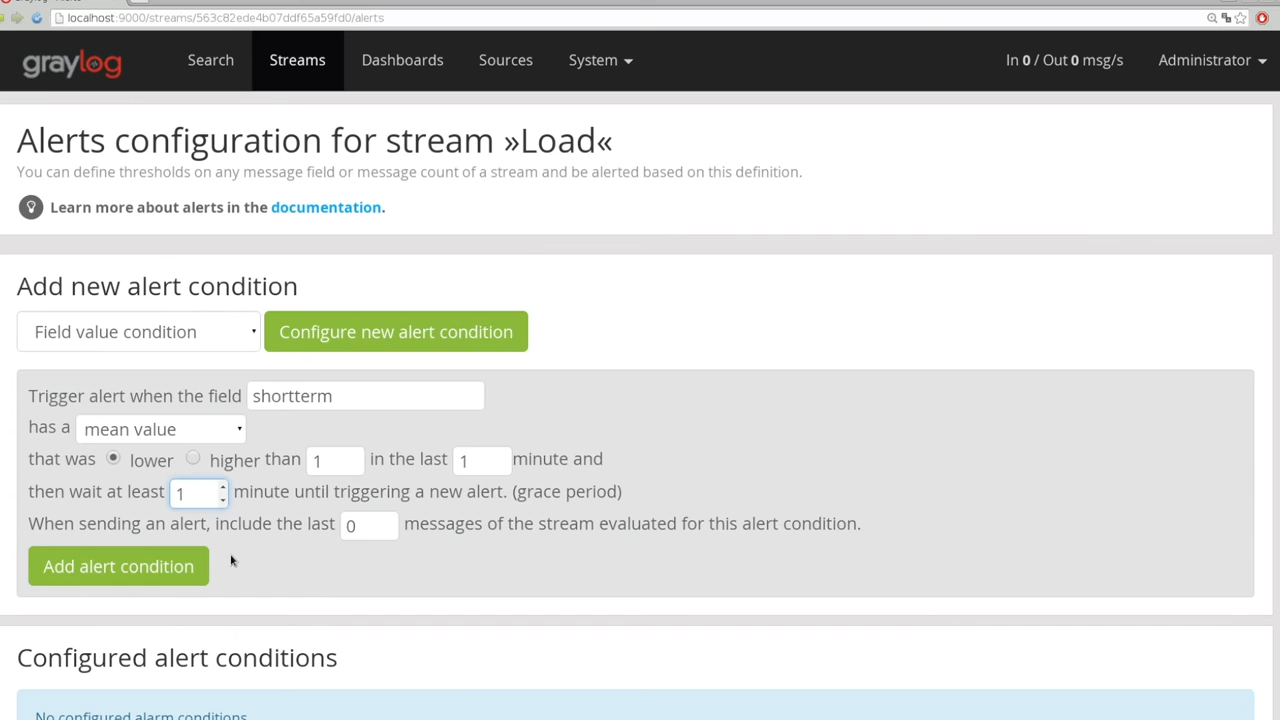 localhost:9000/streams/563c82ede4b07ddf65a59fd0/alerts
graylog
Search
Streams
Dashboards
Sources
System
In 0 / Out 0 msg/s
Administrator
Alerts configuration for stream »Load«
You can define thresholds on any message field or message count of a stream and be alerted based on this definition.
Learn more about alerts in the documentation.
Add new alert condition
Field value condition
Configure new alert condition
Trigger alert when the field shortterm
has a mean value
that was lower higher than 1 in the last 1 minute and
then wait at least 1 minute until triggering a new alert. (grace period)
When sending an alert, include the last 0 messages of the stream evaluated for this alert condition.
Add alert condition
Configured alert conditions
No configured alarm conditions.